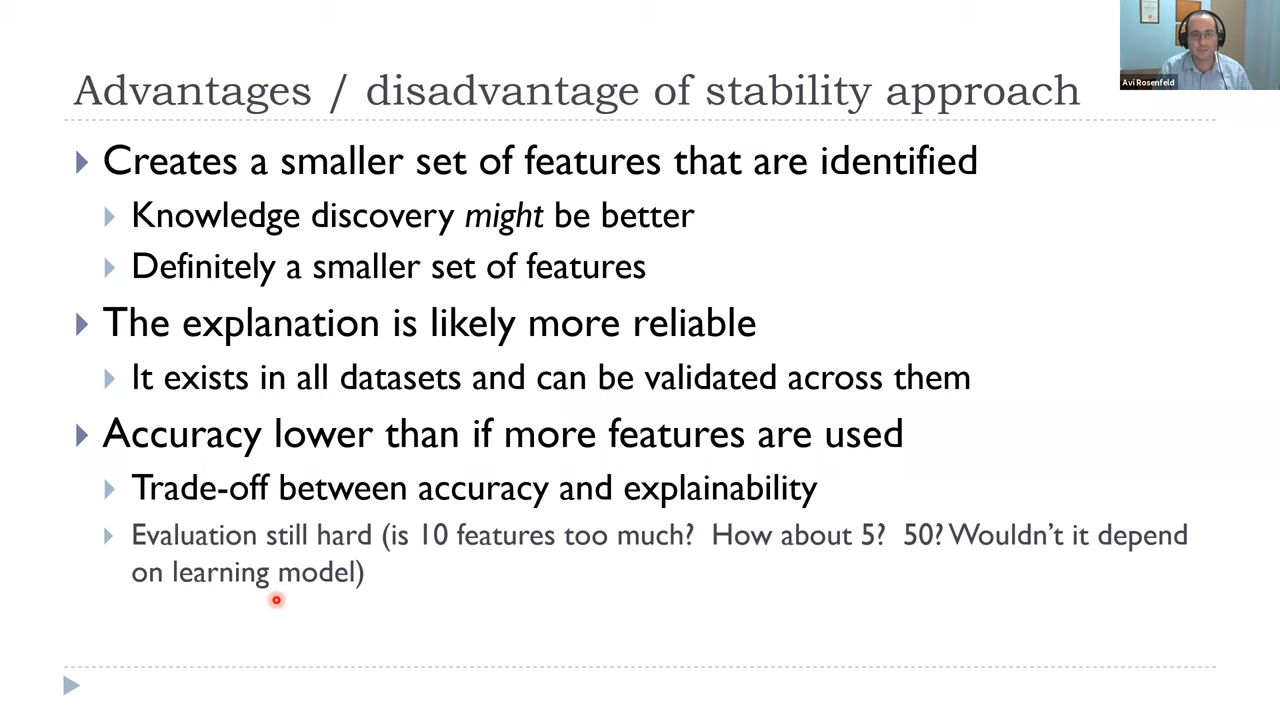 Advantages / disadvantage of stability approach
Avi Rosenfeld
Creates a smaller set of features that are identified
Knowledge discovery might be better
Definitely a smaller set of features
The explanation is likely more reliable
It exists in all datasets and can be validated across them
Accuracy lower than if more features are used
Trade-off between accuracy and explainability
Evaluation still hard (is 10 features too much?  How about 5?  50? Wouldn’t it depend
on learning model)